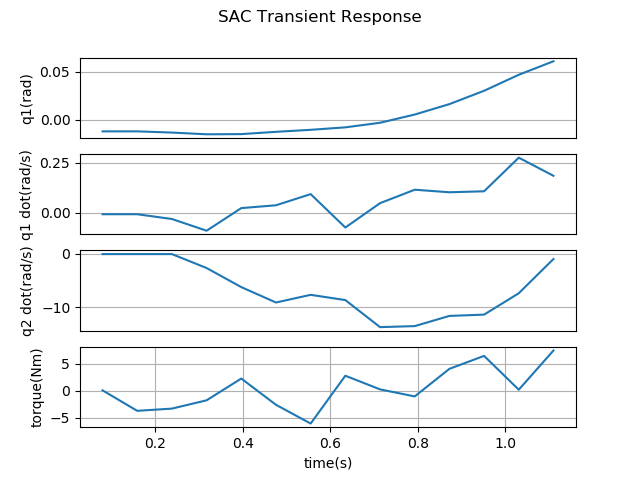 SAC Transient Response
0.05
0.00
q1(rad)
0.25
0.00
q1 dot(rad/s)
0
−10
q2 dot(rad/s)
5
0
−5
torque(Nm)
0.2 0.4 0.6 0.8 1.0
time(s)